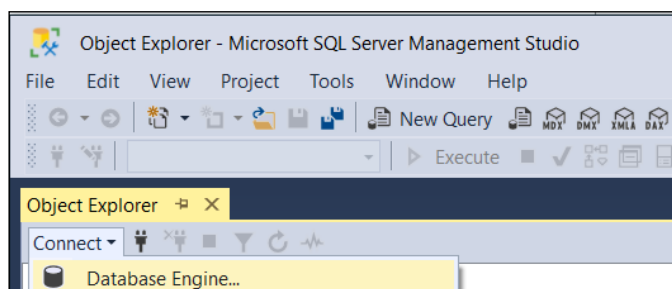 Object Explorer - Microsoft SQL Server Management Studio
File Edit View Project Tools Window Help
New Query MDX DMX XMLA DAX
Execute
Object Explorer
Connect
Database Engine...